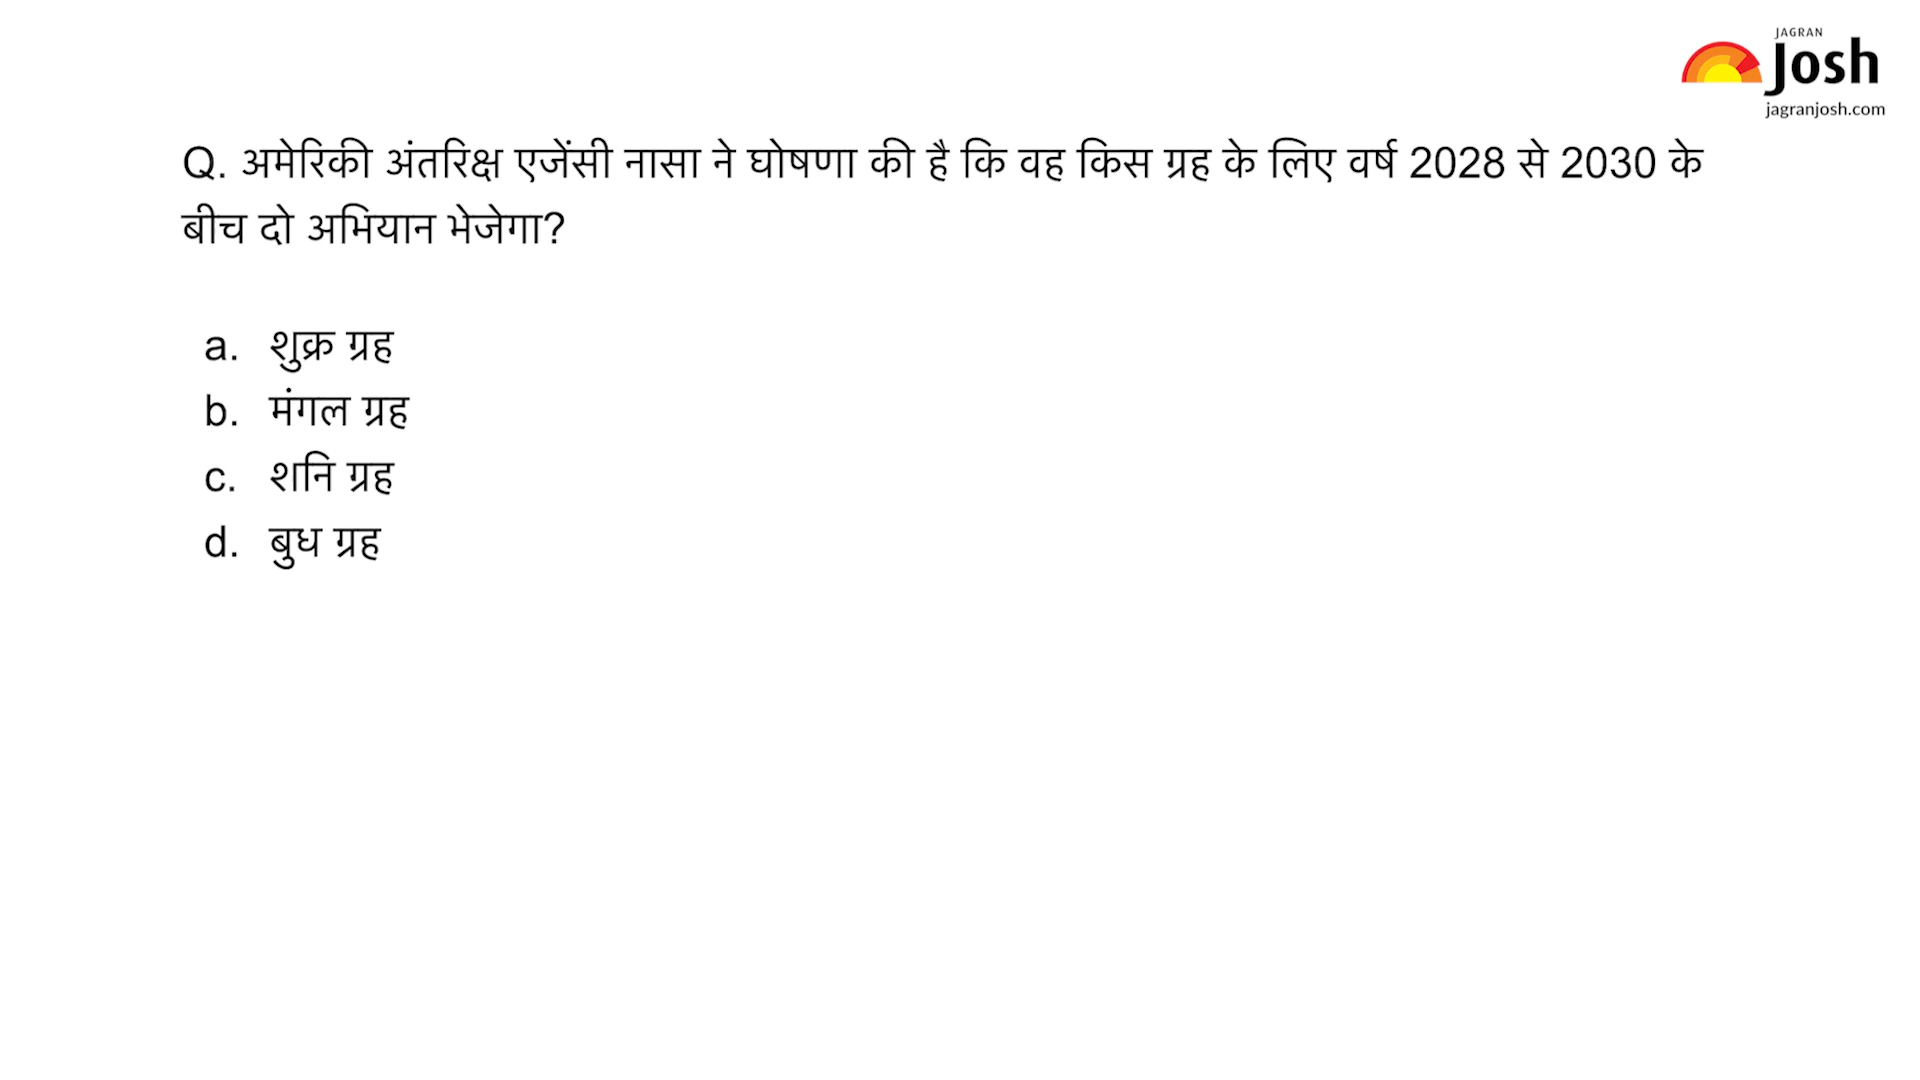 JAGRAN
Josh
jagranjosh.com
Q. अमेरिकी अंतरिक्ष एजेंसी नासा ने घोषणा की है कि वह किस ग्रह के लिए वर्ष 2028 से 2030 के
बीच दो अभियान भेजेगा?
a. शुक्र ग्रह
b. मंगल ग्रह
c. शनि ग्रह
d. बुध ग्रह